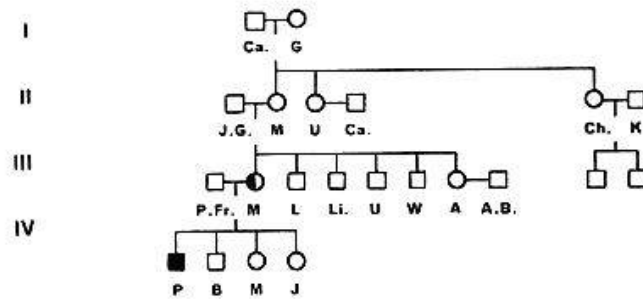 I
Ca. G
II
J.G. M U Ca. Ch. K
III
P.Fr. M L Li. U W A A.B.
IV
P B M J